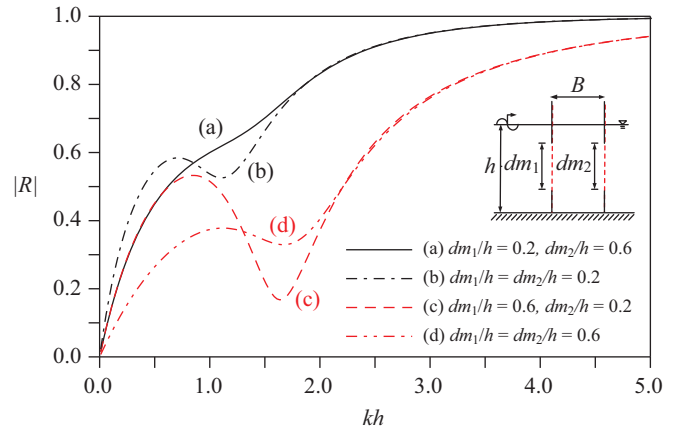 1.0
0.8
0.6
0.4
0.2
0.0
|R|
(a)
(b)
(c)
(d)
B
h
dm₁
dm₂
(a) dm₁/h = 0.2, dm₂/h = 0.6
(b) dm₁/h = dm₂/h = 0.2
(c) dm₁/h = 0.6, dm₂/h = 0.2
(d) dm₁/h = dm₂/h = 0.6
0.0 1.0 2.0 3.0 4.0 5.0
kh